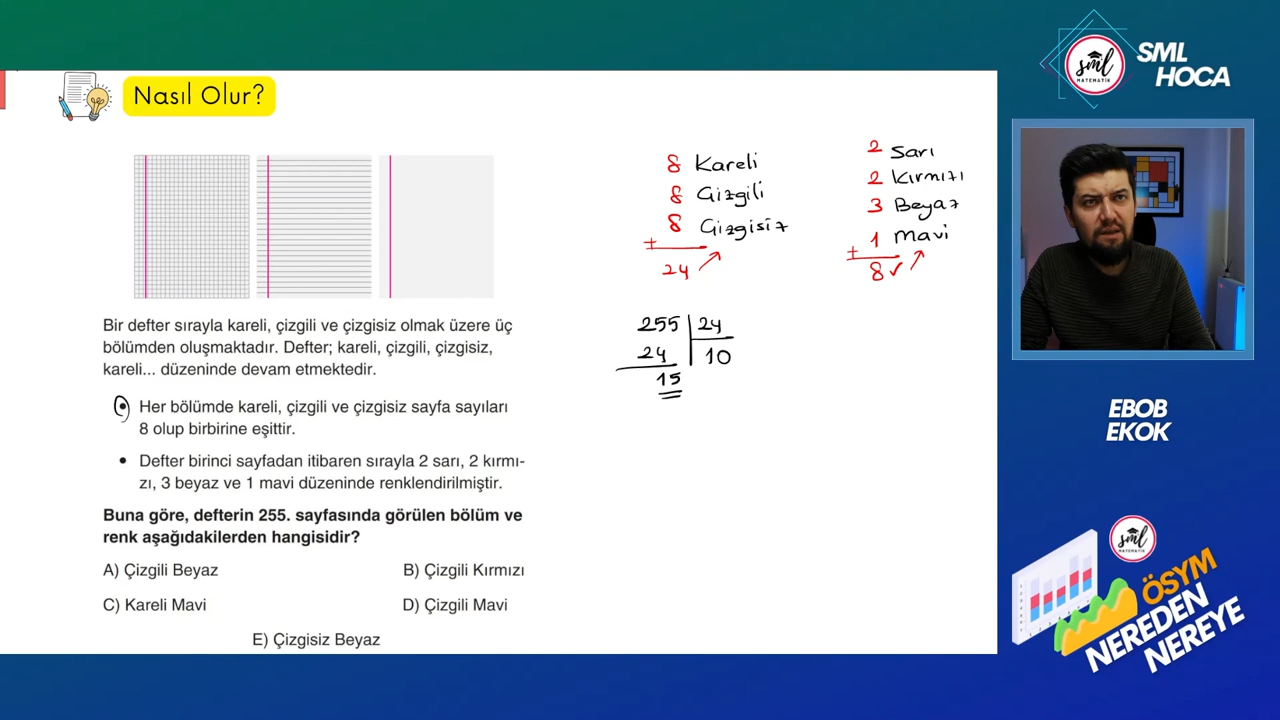 SML
HOCA
sml
MATEMATİK
Nasıl Olur?
8 Kareli
8 Çizgili
8 Çizgisiz
+
24
2 Sarı
2 Kırmızı
3 Beyaz
+ 1 Mavi
8 ✓
255 24
24 10
15
Bir defter sırayla kareli, çizgili ve çizgisiz olmak üzere üç
bölümden oluşmaktadır. Defter; kareli, çizgili, çizgisiz,
kareli... düzeninde devam etmektedir.
• Her bölümde kareli, çizgili ve çizgisiz sayfa sayıları
8 olup birbirine eşittir.
• Defter birinci sayfadan itibaren sırayla 2 sarı, 2 kırmı-
zı, 3 beyaz ve 1 mavi düzeninde renklendirilmiştir.
Buna göre, defterin 255. sayfasında görülen bölüm ve
renk aşağıdakilerden hangisidir?
A) Çizgili Beyaz
B) Çizgili Kırmızı
C) Kareli Mavi
D) Çizgili Mavi
E) Çizgisiz Beyaz
EBOB
EKOK
sml
MATEMATİK
ÖSYM
NEREDEN
NEREYE